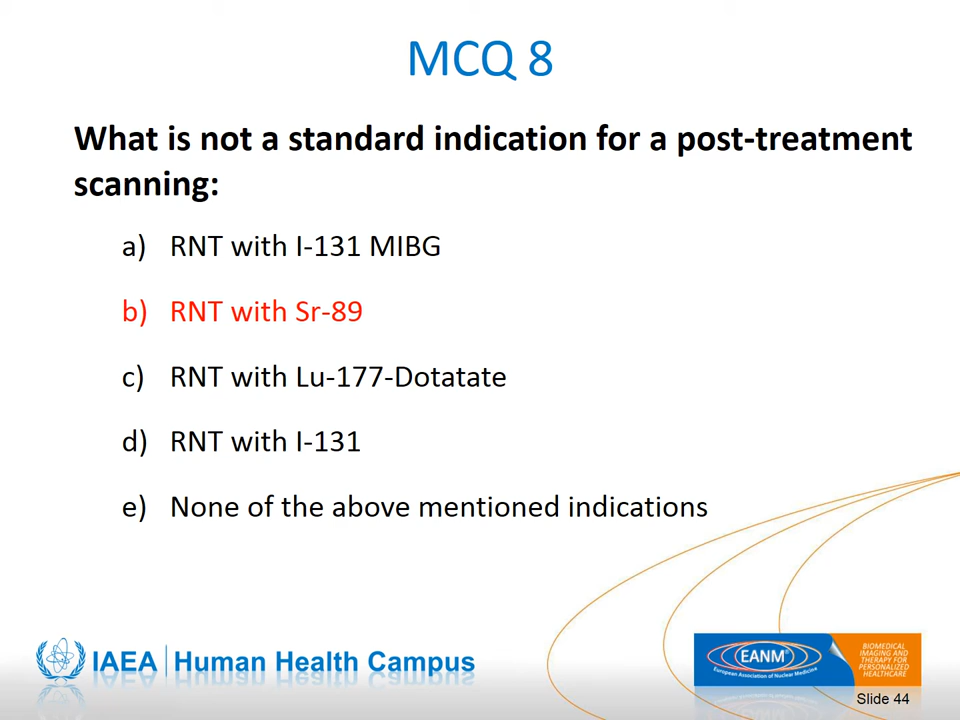 MCQ 8
What is not a standard indication for a post-treatment
scanning:
a) RNT with I-131 MIBG
b) RNT with Sr-89
c) RNT with Lu-177-Dotatate
d) RNT with I-131
e) None of the above mentioned indications
IAEA | Human Health Campus
EANM®
European Association of Nuclear Medicine
BIOMEDICAL
IMAGING AND
THERAPY FOR
PERSONALIZED
HEALTHCARE
Slide 44